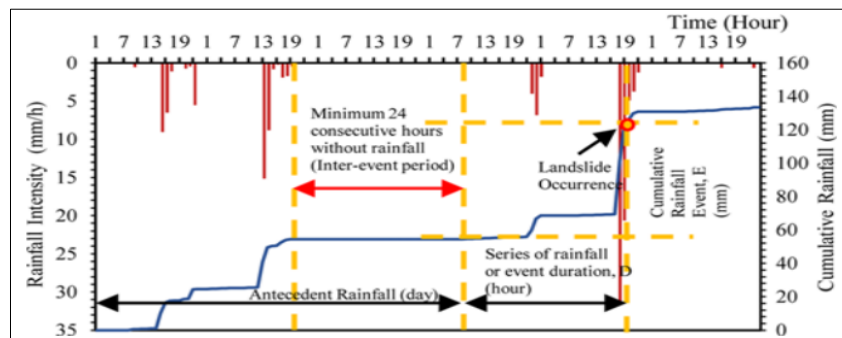 Time (Hour)
1 7 13 19 1 7 13 19 1 7 13 19 1 7 13 19 1 7 13 19 1 7 13 19
0
5
10
15
20
25
30
35
Rainfall Intensity (mm/h)
160
140
120
100
80
60
40
20
0
Cumulative Rainfall (mm)
Minimum 24
consecutive hours
without rainfall
(Inter-event period)
Landslide
Occurrence
Cumulative
Rainfall
Event, E
(mm)
Series of rainfall
or event duration, D
(hour)
Antecedent Rainfall (day)